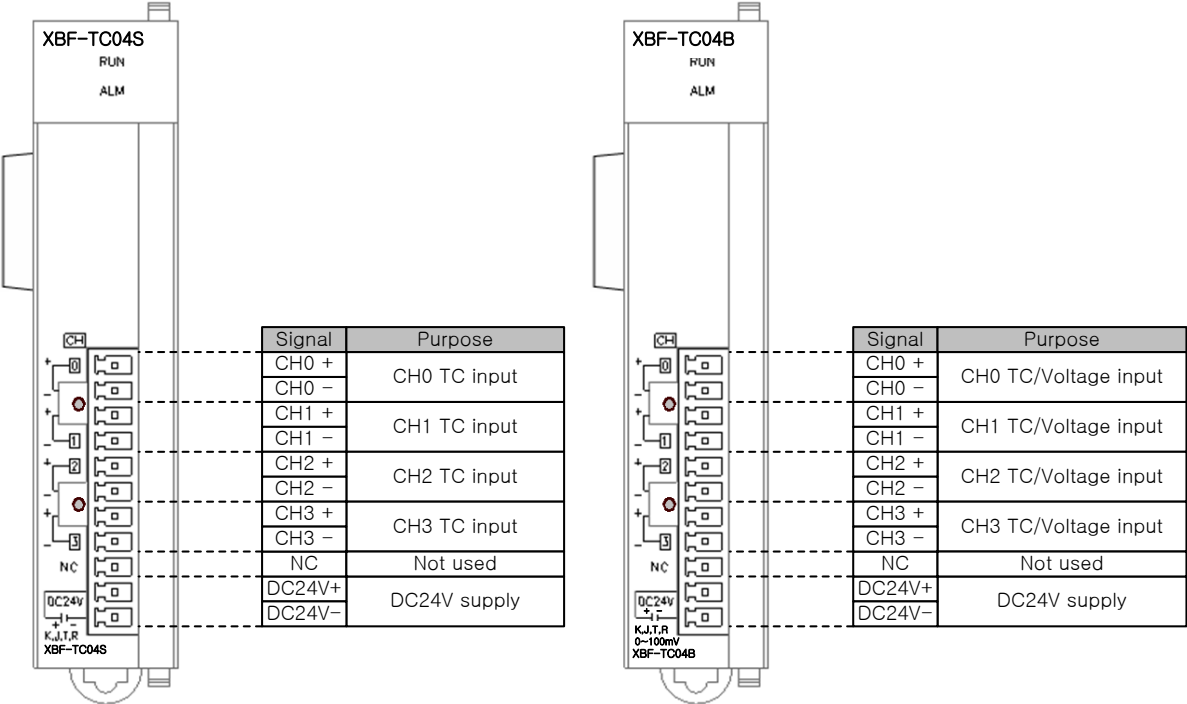 XBF-TC04S
RUN
ALM
CH
+ 0
-
+
- 1
+ 2
-
+
- 3
NC
DC24V
+ -
K,J,T,R
XBF-TC04S
Signal Purpose
CH0 + CH0 TC input
CH0 -
CH1 + CH1 TC input
CH1 -
CH2 + CH2 TC input
CH2 -
CH3 + CH3 TC input
CH3 -
NC Not used
DC24V+ DC24V supply
DC24V-
XBF-TC04B
RUN
ALM
CH
+ 0
-
+
- 1
+ 2
-
+
- 3
NC
DC24V
+ -
K,J,T,R
0~100mV
XBF-TC04B
Signal Purpose
CH0 + CH0 TC/Voltage input
CH0 -
CH1 + CH1 TC/Voltage input
CH1 -
CH2 + CH2 TC/Voltage input
CH2 -
CH3 + CH3 TC/Voltage input
CH3 -
NC Not used
DC24V+ DC24V supply
DC24V-